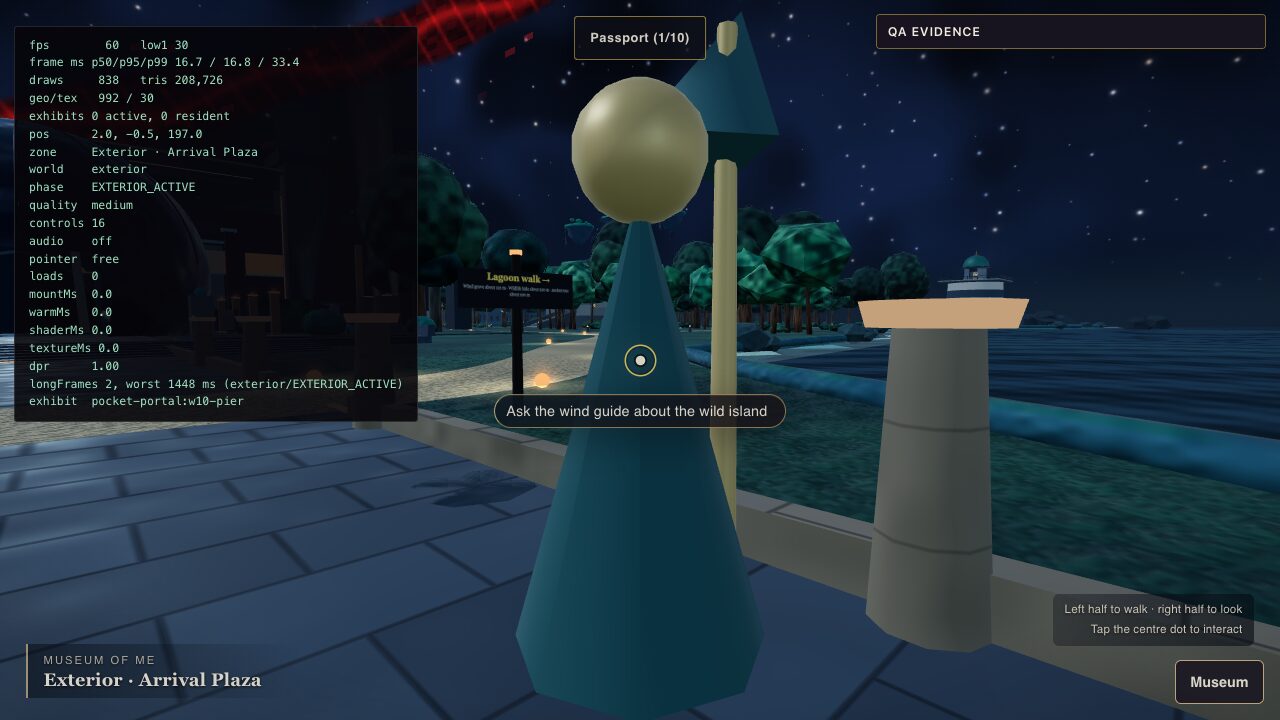 fps 60 low1 30
frame ms p50/p95/p99 16.7 / 16.8 / 33.4
draws 838 tris 208,726
geo/tex 992 / 30
exhibits 0 active, 0 resident
pos 2.0, −0.5, 197.0
zone Exterior · Arrival Plaza
world exterior
phase EXTERIOR_ACTIVE
quality medium
controls 16
audio off
pointer free
loads 0
mountMs 0.0
warmMs 0.0
shaderMs 0.0
textureMs 0.0
dpr 1.00
longFrames 2, worst 1448 ms (exterior/EXTERIOR_ACTIVE)
exhibit pocket-portal:w10-pier
Passport (1/10)
QA EVIDENCE
Lagoon walk →
Ask the wind guide about the wild island
Left half to walk · right half to look
Tap the centre dot to interact
MUSEUM OF ME
Exterior · Arrival Plaza
Museum